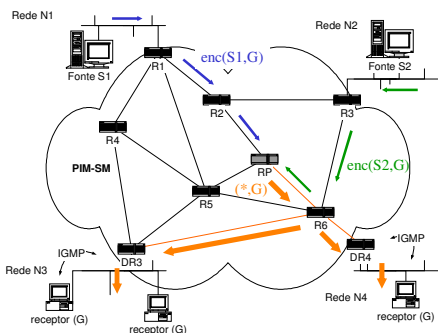 Rede N1
Rede N2
Fonte S1
R1
enc(S1,G)
Fonte S2
R2
R3
R4
PIM-SM
RP
enc(S2,G)
(*,G)
R5
R6
IGMP
DR3
DR4
IGMP
Rede N3
Rede N4
receptor (G)
receptor (G)
receptor (G)